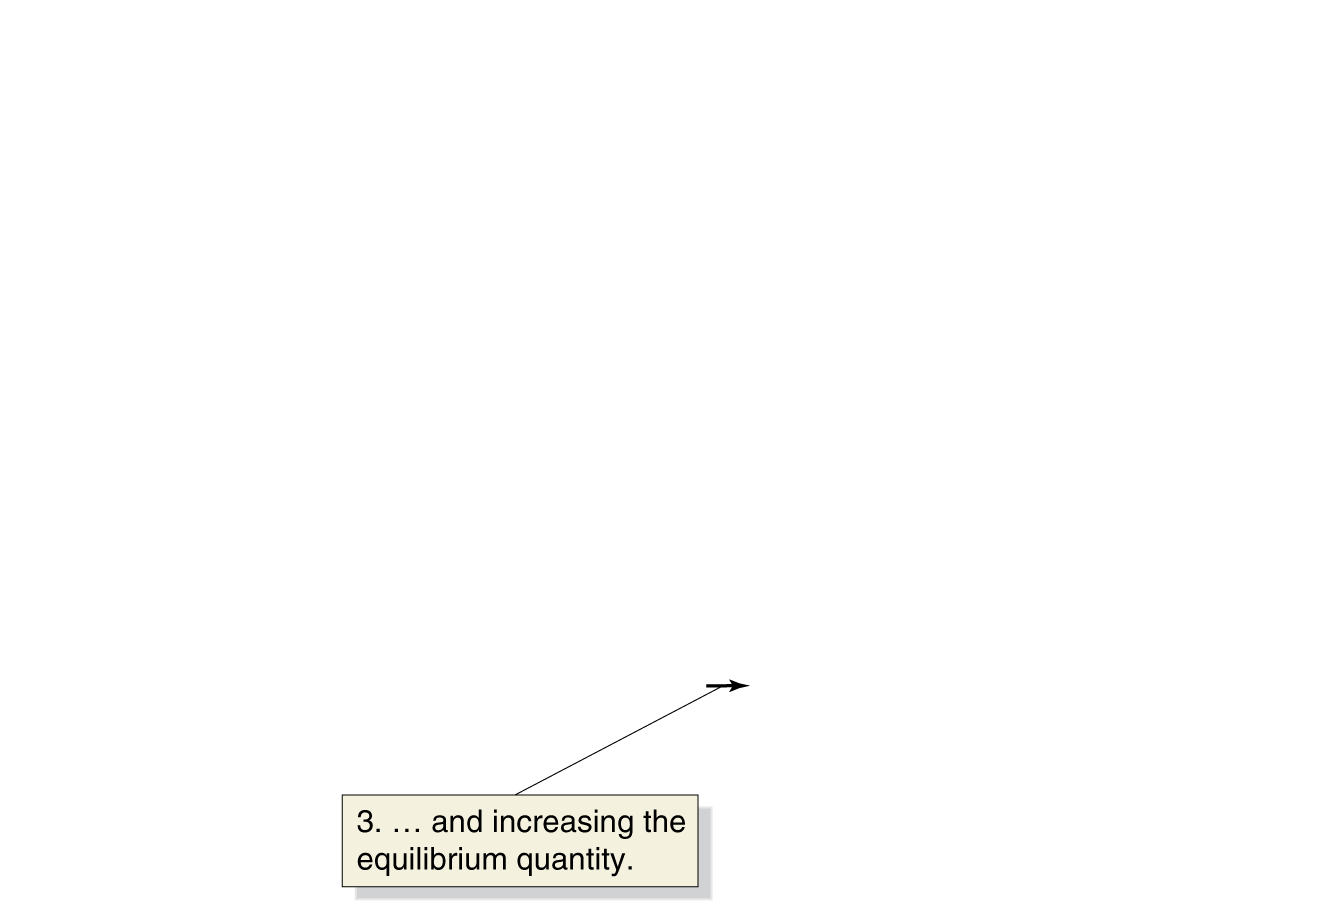 3. … and increasing the
equilibrium quantity.